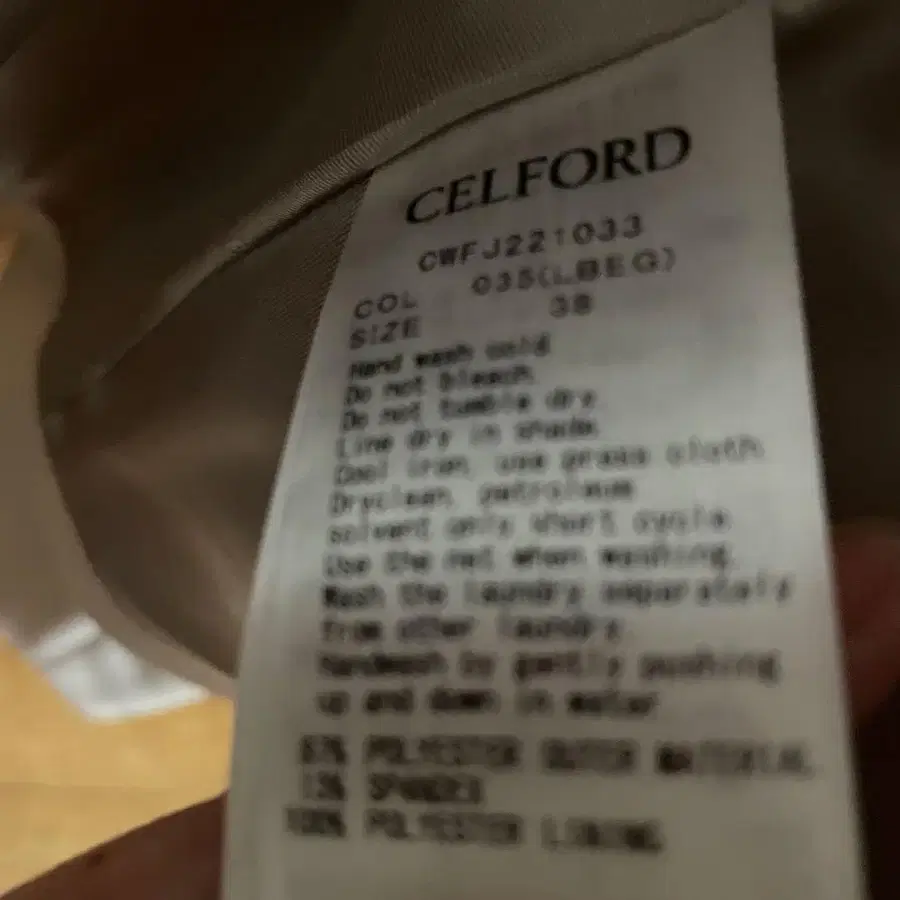 CELFORD
CWFJ221033
COL 035(LBEG)
SIZE 38
Hand wash cold
Do not bleach.
Do not tumble dry.
Line dry in shade.
Cool iron, use press cloth.
Dryclean, petroleum
solvent only short cycle.
Use the net when washing.
Wash the laundry separately
from other laundry.
Handwash by gently pushing
up and down in water
87% POLYESTER OUTER MATERIAL
13% SPANDEX
100% POLYESTER LINING